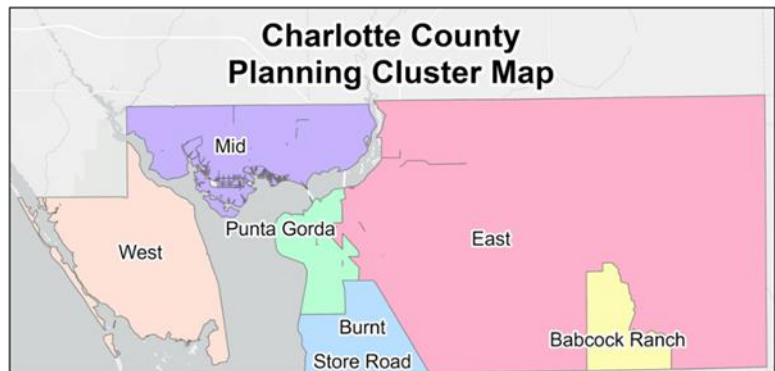 Charlotte County
Planning Cluster Map
Mid
Punta Gorda
West
East
Burnt
Store Road
Babcock Ranch